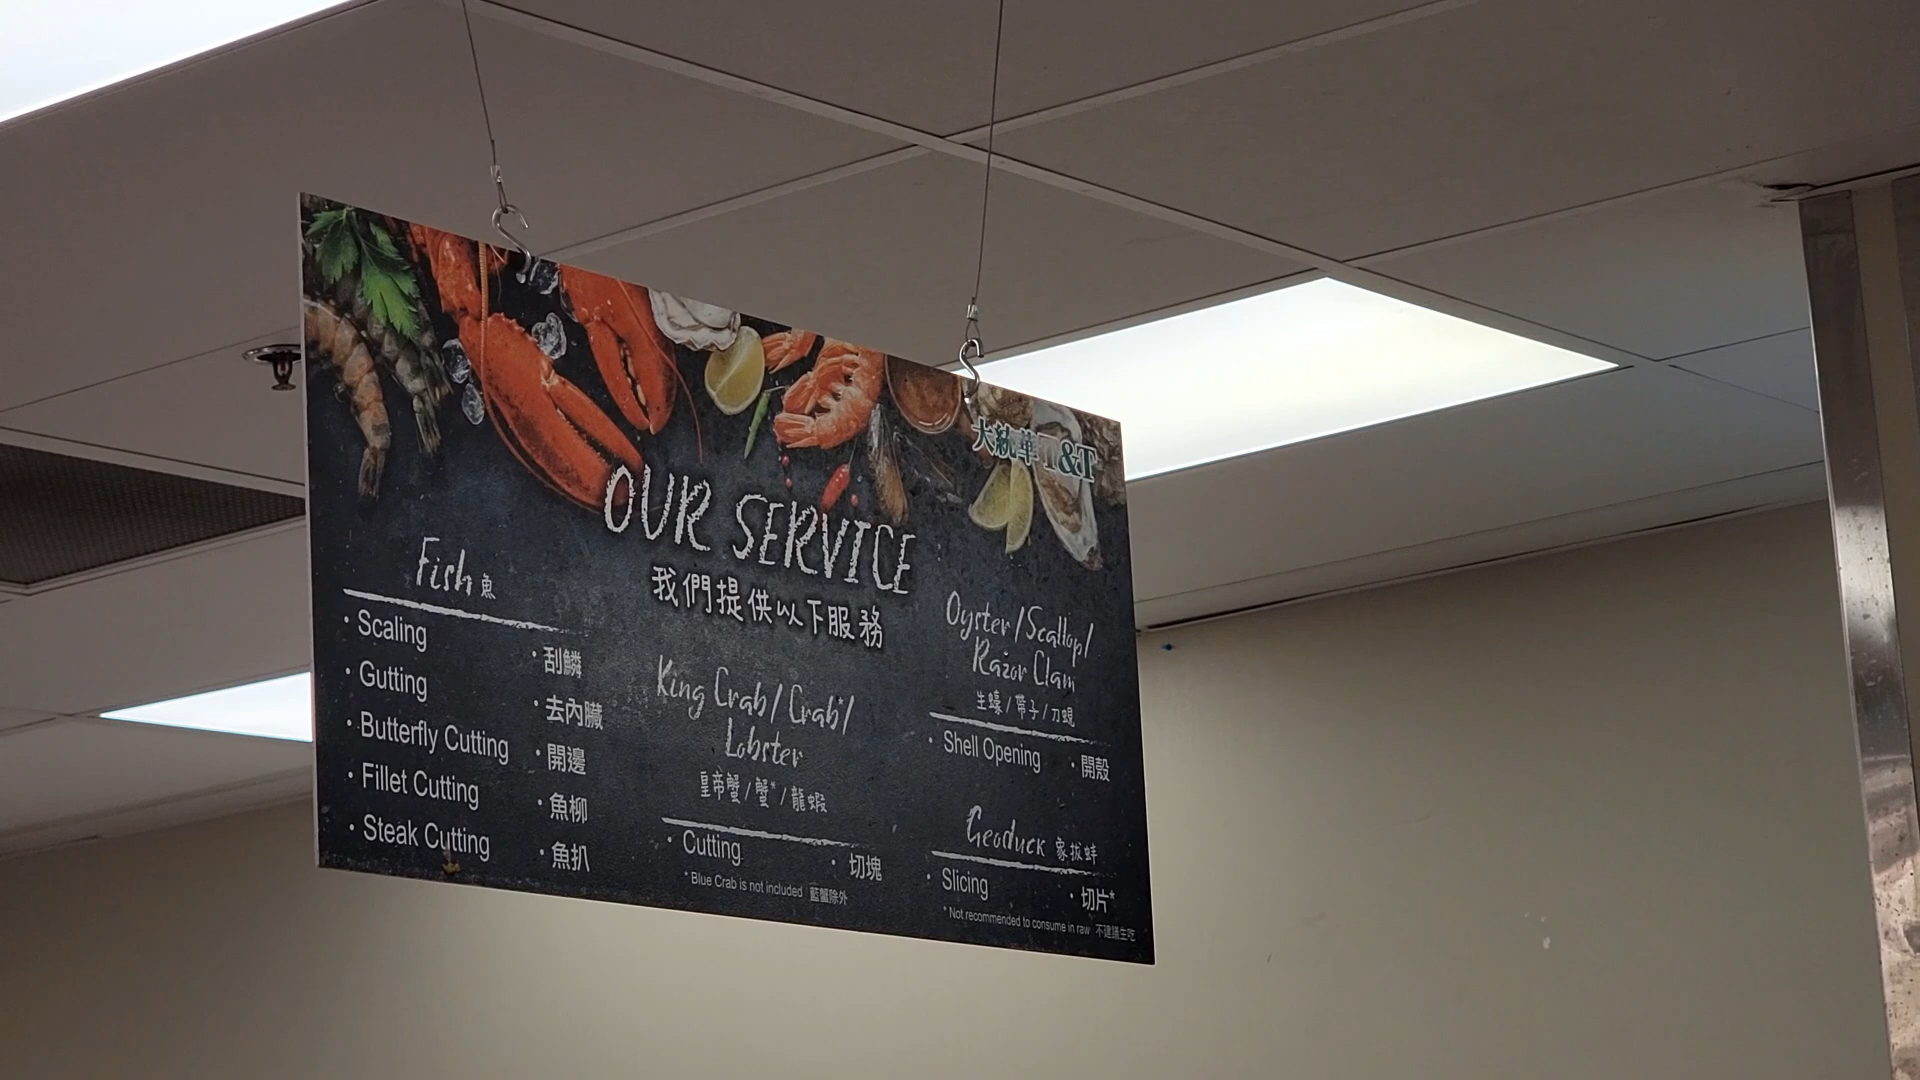 大統華 T&T
OUR SERVICE
我們提供以下服務
Fish 魚
· Scaling · 刮鱗
· Gutting · 去內臟
· Butterfly Cutting · 開邊
· Fillet Cutting · 魚柳
· Steak Cutting · 魚扒
King Crab / Crab* /
Lobster
皇帝蟹 / 蟹* / 龍蝦
· Cutting · 切塊
* Blue Crab is not included 藍蟹除外
Oyster / Scallop /
Razor Clam
生蠔 / 帶子 / 刀蜆
· Shell Opening · 開殼
Geoduck 象拔蚌
· Slicing · 切片*
* Not recommended to consume in raw 不建議生吃